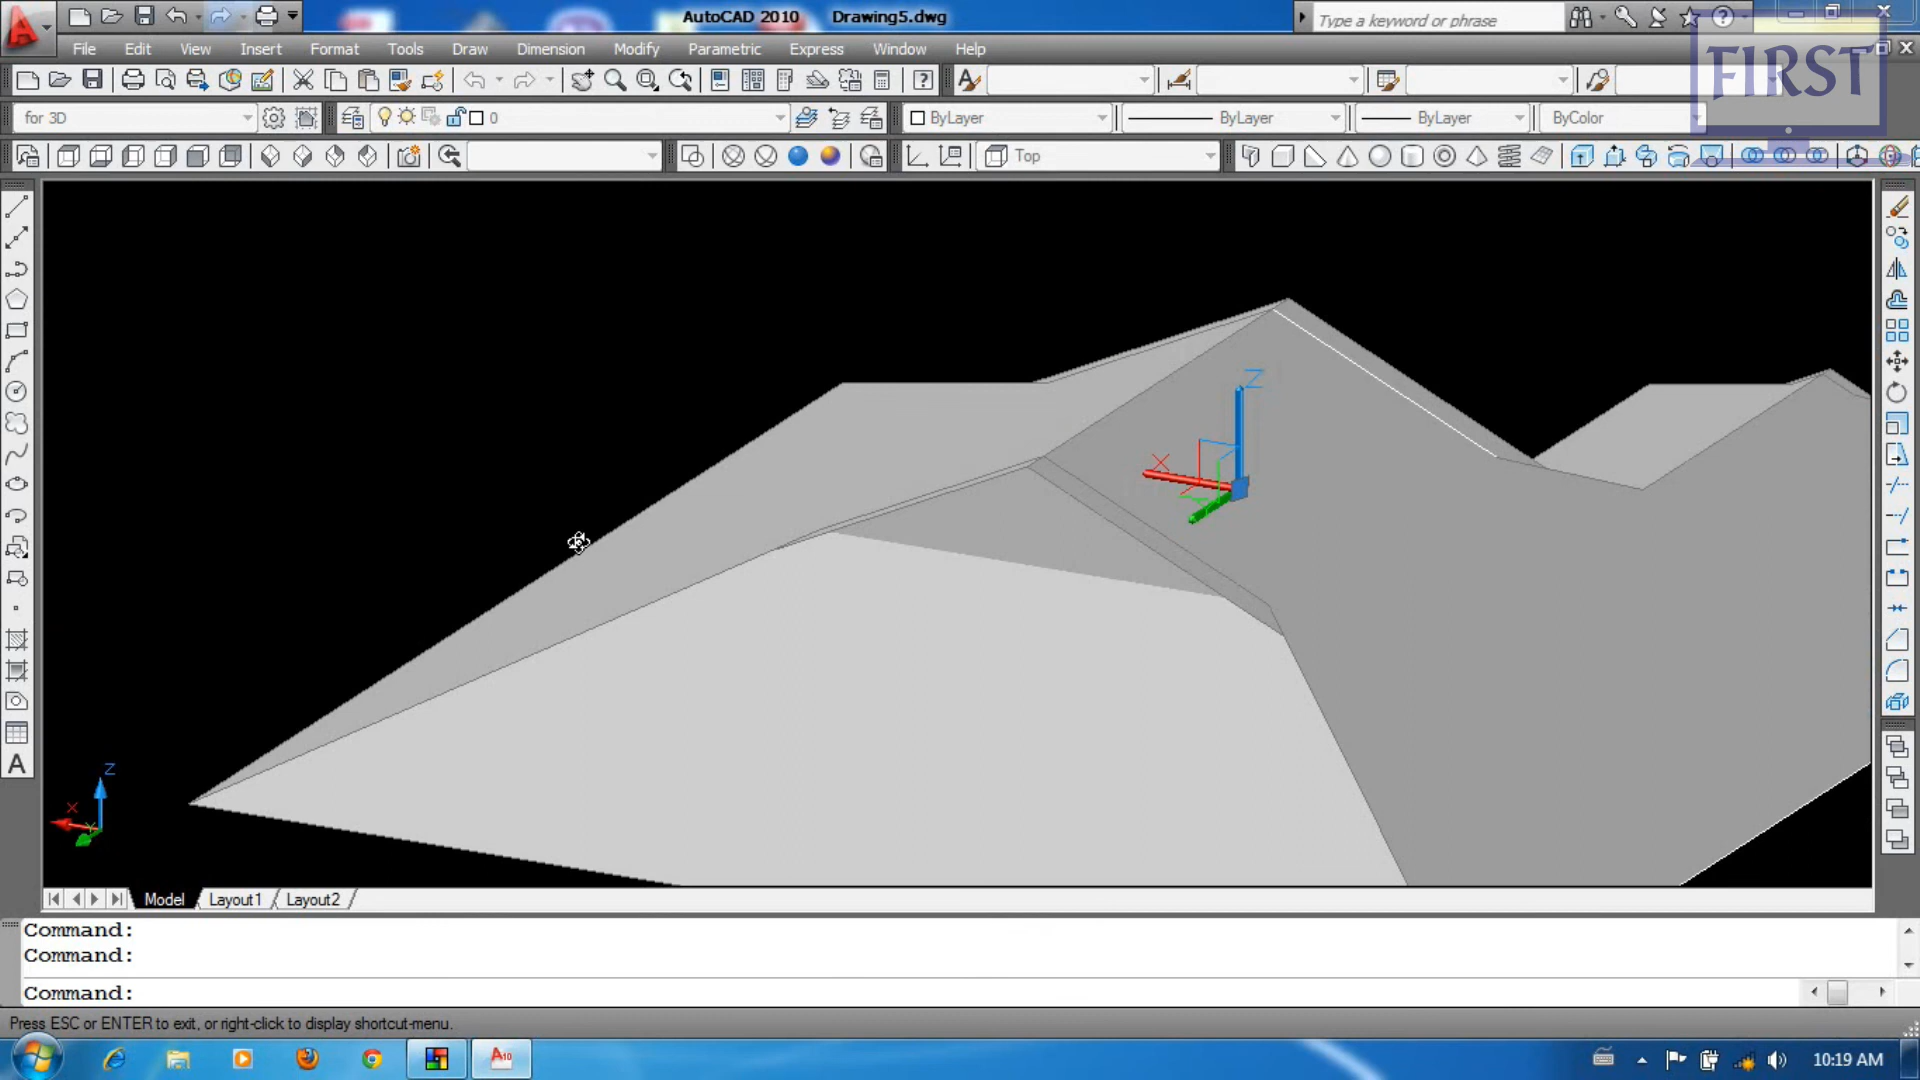 AutoCAD 2010 Drawing5.dwg
Type a keyword or phrase
FIRST
File Edit View Insert Format Tools Draw Dimension Modify Parametric Express Window Help
for 3D
0
ByLayer
ByLayer
ByLayer
ByColor
Top
Z
X
Z
X
Y
A
Model Layout1 Layout2
Command:
Command:
Command:
Press ESC or ENTER to exit, or right-click to display shortcut-menu.
10:19 AM